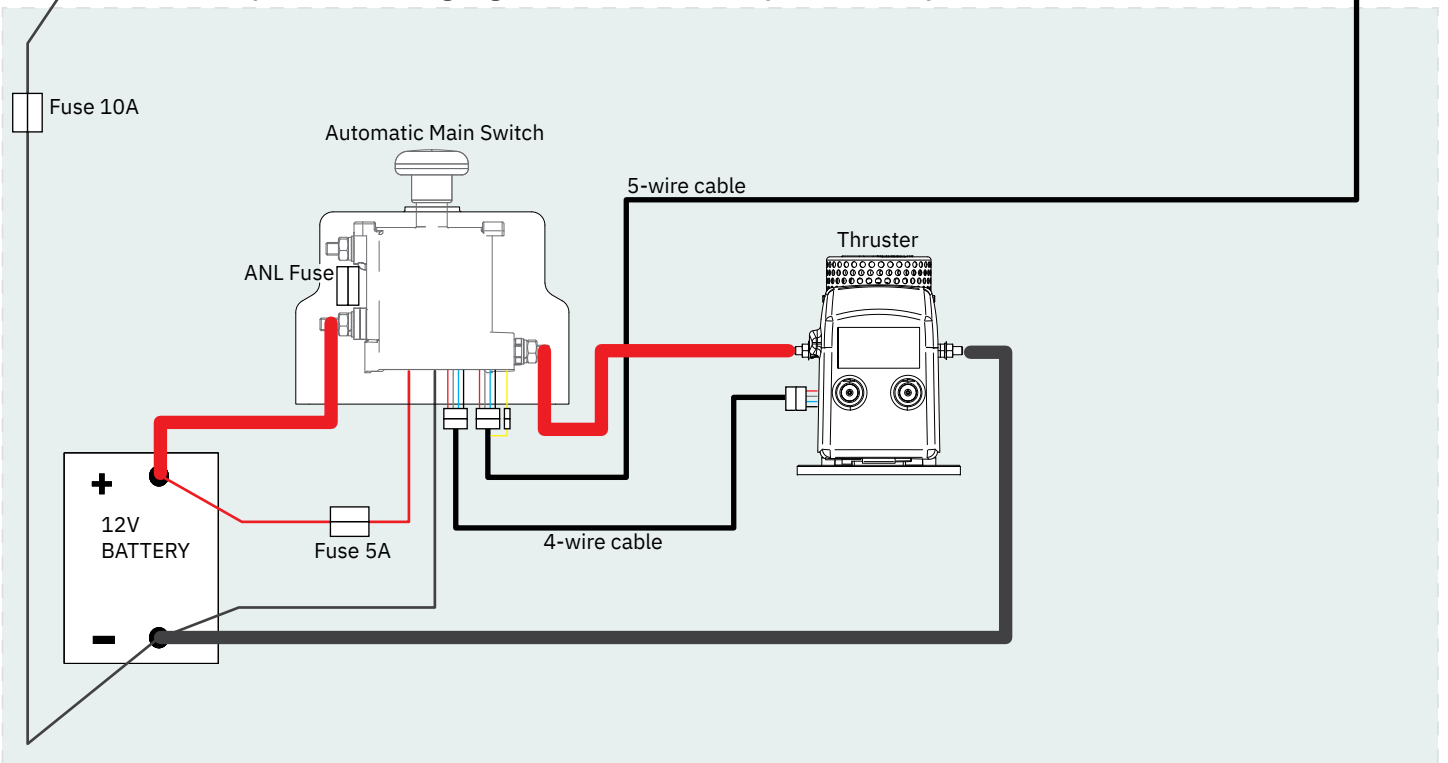 Fuse 10A
Automatic Main Switch
5-wire cable
Thruster
ANL Fuse
+
12V
BATTERY
Fuse 5A
4-wire cable
-